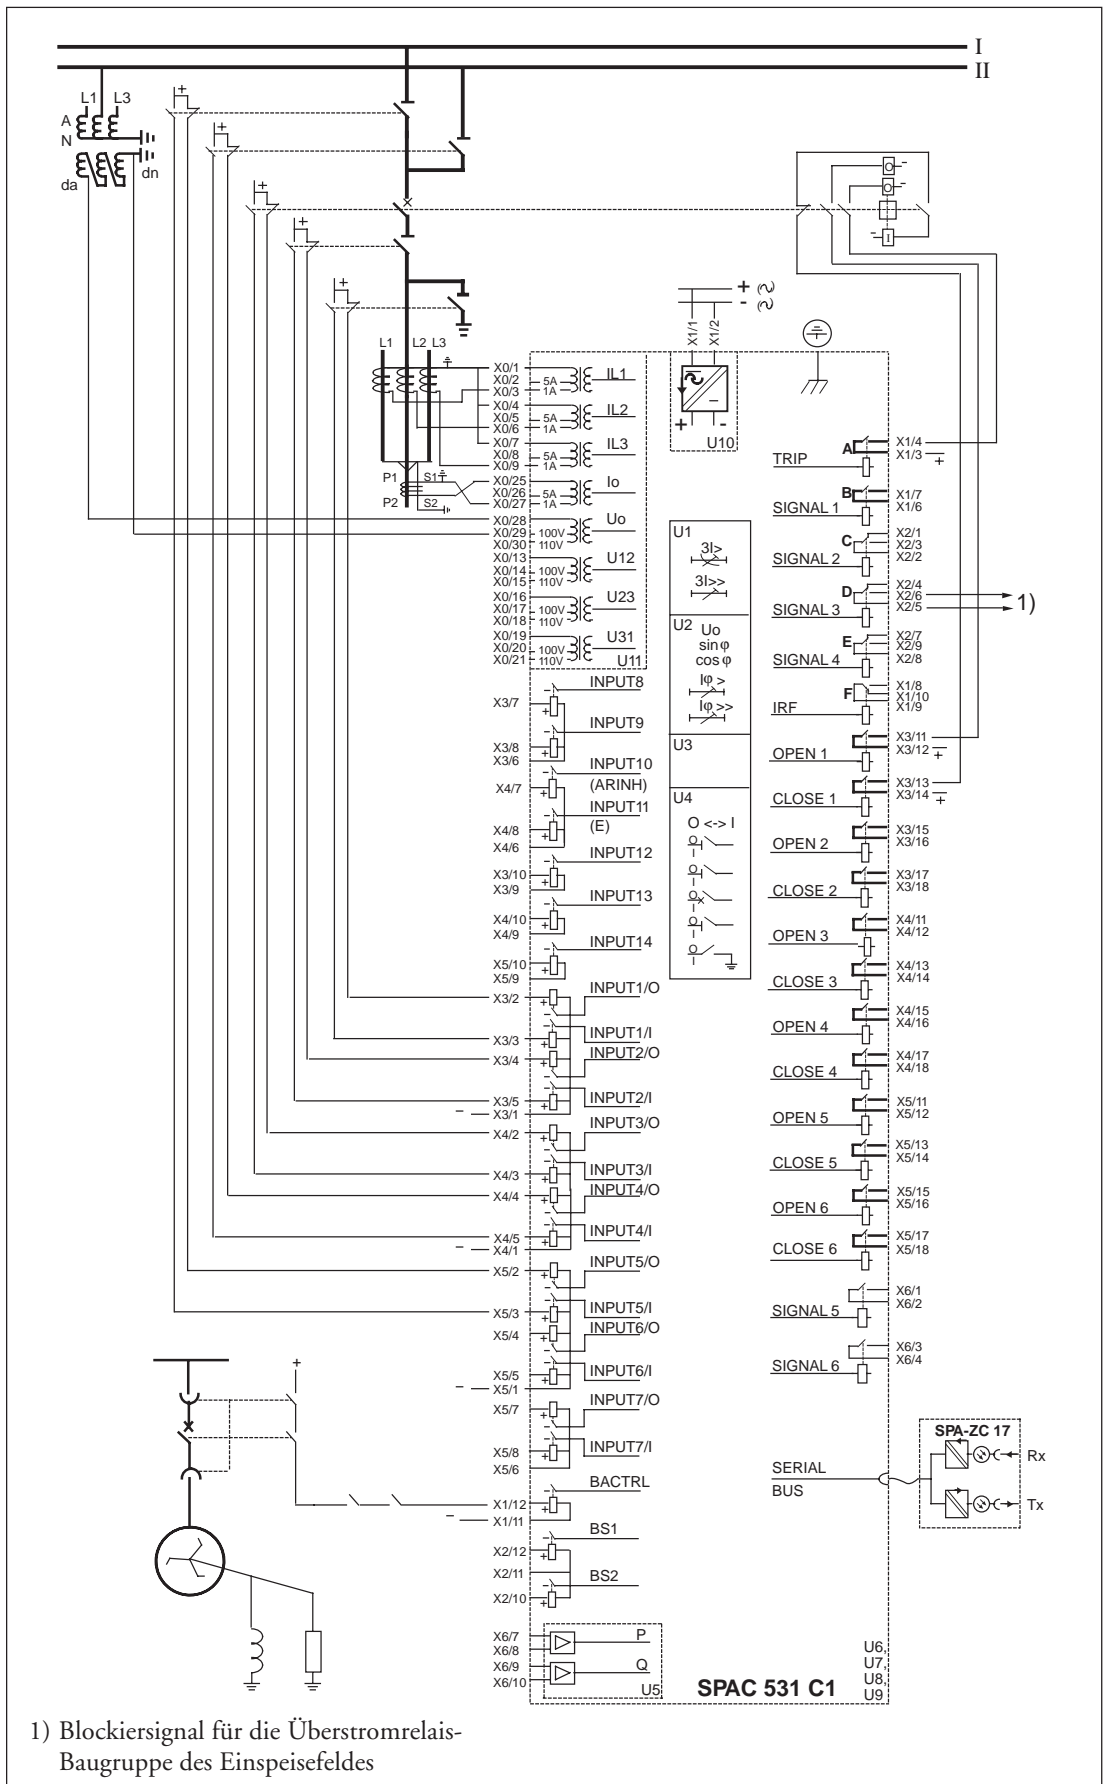 I
II
L1 L3
A
N
da
dn
+
+
+
+
+
-
-
- I
L1 L2 L3
P1 S1
P2 S2
+
-
X1/1
X1/2
+ -
U10
X0/1
X0/2 5A IL1
X0/3 1A
X0/4
X0/5 5A IL2
X0/6 1A
X0/7
X0/8 5A IL3
X0/9 1A
X0/25
X0/26 5A Io
X0/27 1A
X0/28
X0/29 100V Uo
X0/30 110V
X0/13
X0/14 100V U12
X0/15 110V
X0/16
X0/17 100V U23
X0/18 110V
X0/19
X0/20 100V U31
X0/21 110V
U11
X3/7 INPUT8
X3/8 INPUT9
X3/6
X4/7 INPUT10
(ARINH)
X4/8 INPUT11
(E)
X4/6
X3/10 INPUT12
X3/9
X4/10 INPUT13
X4/9
X5/10 INPUT14
X5/9
X3/2 INPUT1/O
X3/3 INPUT1/I
X3/4 INPUT2/O
X3/5 INPUT2/I
- X3/1
X4/2 INPUT3/O
X4/3 INPUT3/I
X4/4 INPUT4/O
X4/5 INPUT4/I
- X4/1
X5/2 INPUT5/O
X5/3 INPUT5/I
X5/4 INPUT6/O
X5/5 INPUT6/I
- X5/1
X5/7 INPUT7/O
X5/8 INPUT7/I
X5/6
X1/12 BACTRL
- X1/11
X2/12 BS1
X2/11
X2/10 BS2
X6/7 P
X6/8
X6/9 Q
X6/10
U5
+
U1
3I>
3I>>
U2 Uo
sin φ
cos φ
Iφ >
Iφ >>
U3
U4
O <-> I
O
I
O
I
O
I
O
I
O
I
TRIP A X1/4
X1/3
SIGNAL 1 B X1/7
X1/6
SIGNAL 2 C X2/1
X2/3
X2/2
SIGNAL 3 D X2/4
X2/6
X2/5
1)
SIGNAL 4 E X2/7
X2/9
X2/8
IRF F X1/8
X1/10
X1/9
OPEN 1 X3/11
X3/12
CLOSE 1 X3/13
X3/14
OPEN 2 X3/15
X3/16
CLOSE 2 X3/17
X3/18
OPEN 3 X4/11
X4/12
CLOSE 3 X4/13
X4/14
OPEN 4 X4/15
X4/16
CLOSE 4 X4/17
X4/18
OPEN 5 X5/11
X5/12
CLOSE 5 X5/13
X5/14
OPEN 6 X5/15
X5/16
CLOSE 6 X5/17
X5/18
SIGNAL 5 X6/1
X6/2
SIGNAL 6 X6/3
X6/4
SERIAL
BUS
SPA-ZC 17
Rx
Tx
U6,
U7,
U8,
U9
SPAC 531 C1
1) Blockiersignal für die Überstromrelais-
Baugruppe des Einspeisefeldes